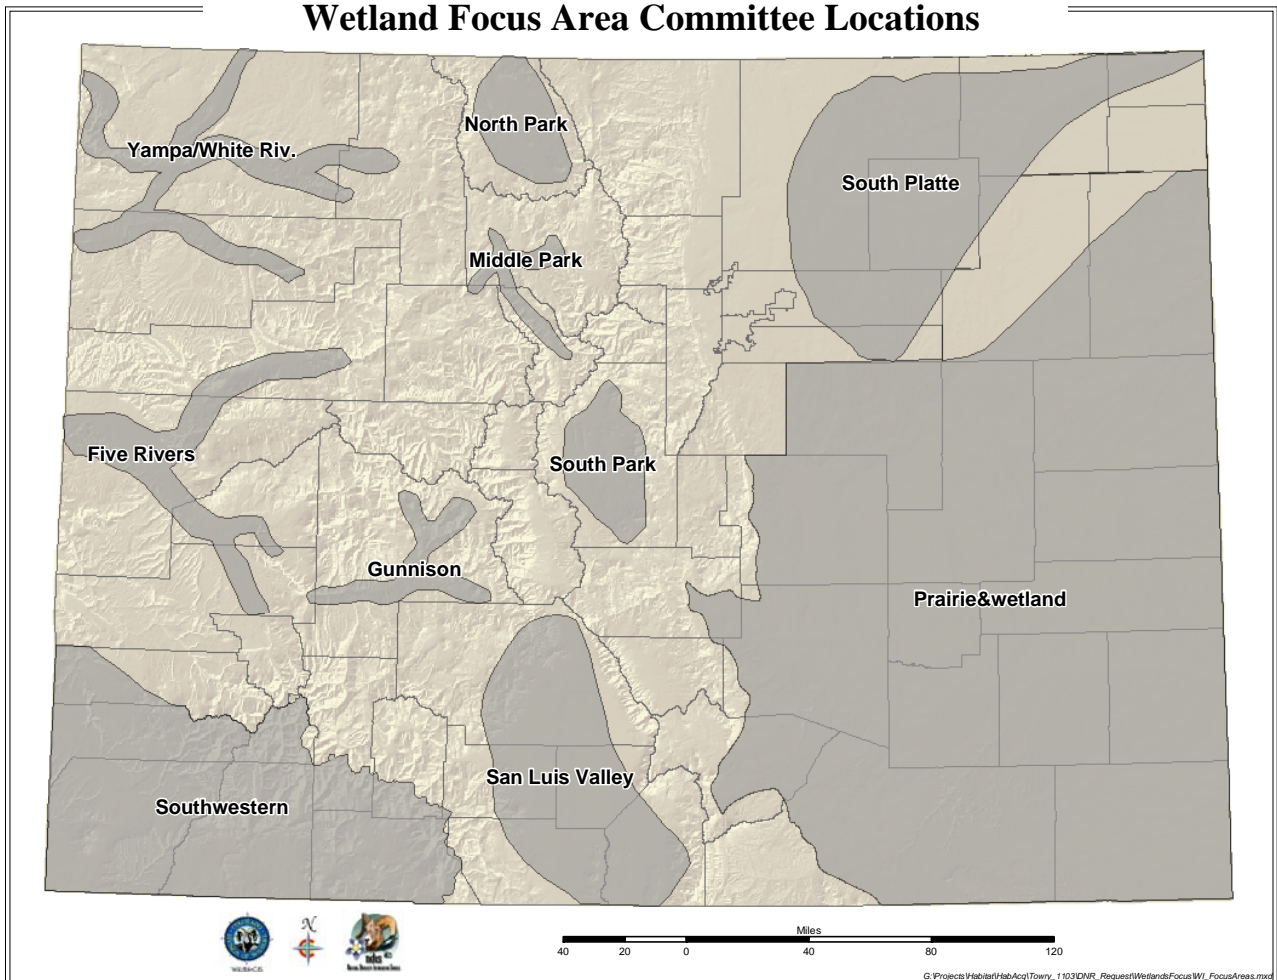 Wetland Focus Area Committee Locations
North Park
Yampa/White Riv.
South Platte
Middle Park
Five Rivers
South Park
Gunnison
Prairie&wetland
San Luis Valley
Southwestern
N
ndis
Miles
40 20 0 40 80 120
G:\Projects\Habitat\HabAcq\Towry_1103\DNR_Request\WetlandsFocus\WI_FocusAreas.mxd